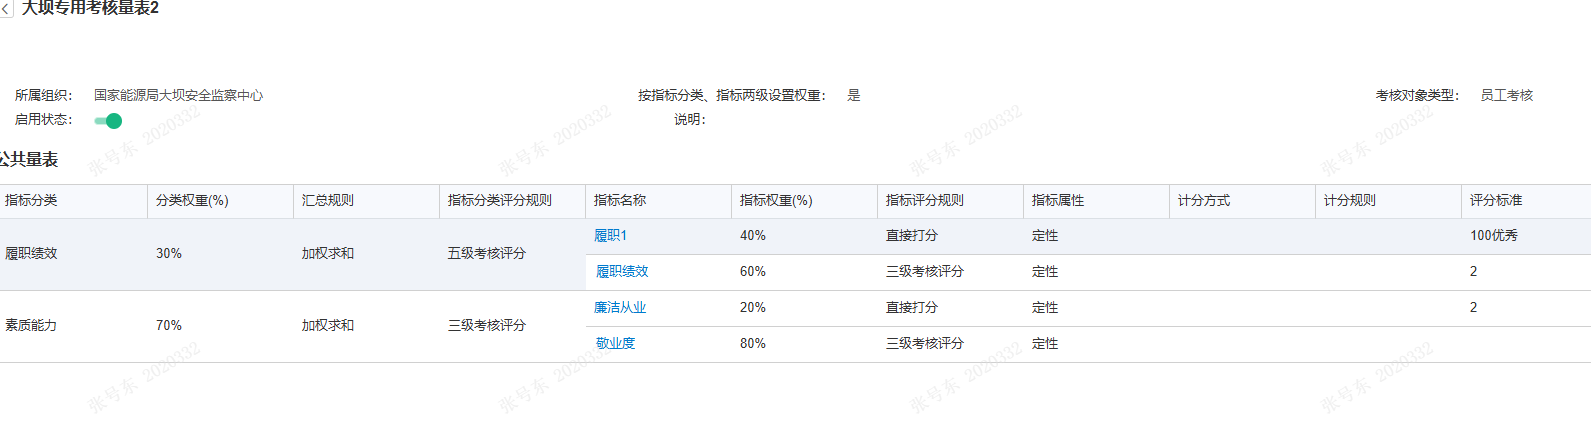 大坝专用考核量表2
所属组织： 国家能源局大坝安全监察中心 按指标分类、指标两级设置权重： 是 考核对象类型： 员工考核
启用状态： 说明：
张号东 2020332 张号东 2020332 张号东 2020332 张号东 2020332
公共量表
指标分类 分类权重(%) 汇总规则 指标分类评分规则 指标名称 指标权重(%) 指标评分规则 指标属性 计分方式 计分规则 评分标准
履职绩效 30% 加权求和 五级考核评分 履职1 40% 直接打分 定性 100优秀
履职绩效 60% 三级考核评分 定性 2
素质能力 70% 加权求和 三级考核评分 廉洁从业 20% 直接打分 定性 2
敬业度 80% 三级考核评分 定性
张号东 2020332 张号东 2020332 张号东 2020332 张号东 2020332